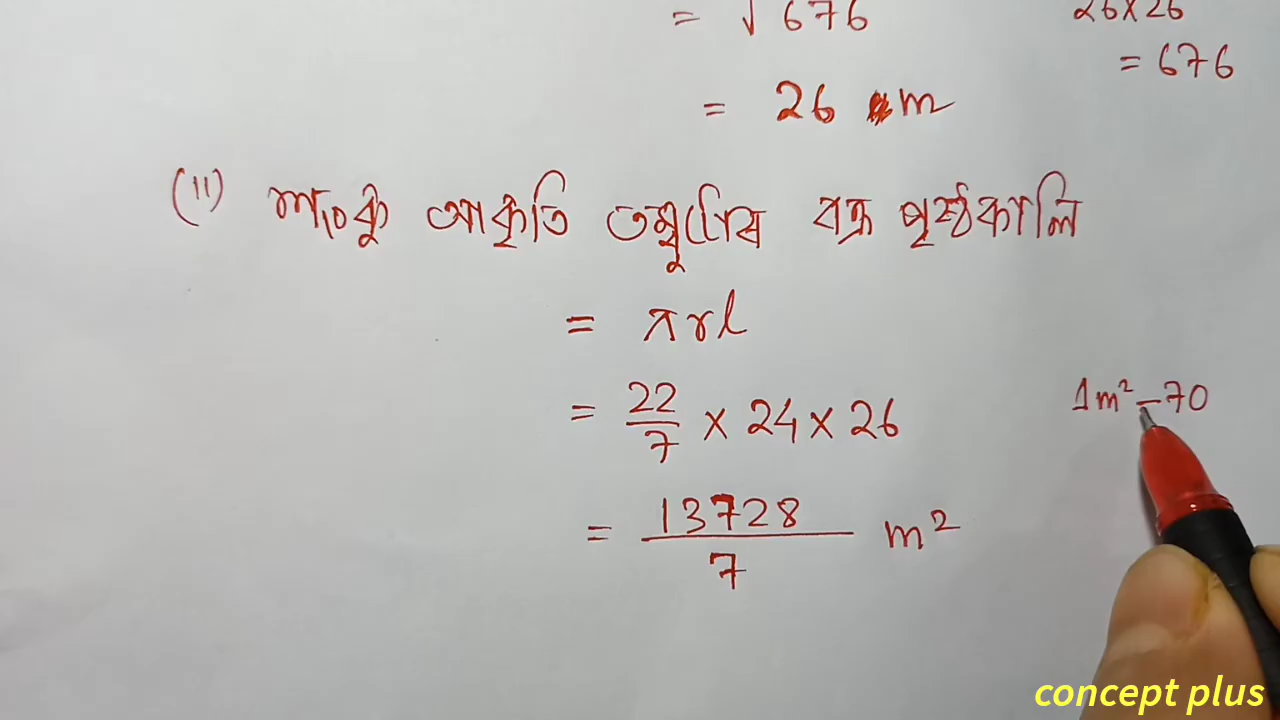 = √676
26×26
= 676
= 26 m
(ii) শংকু আকৃতি তম্বুটোৰ বক্ৰ পৃষ্ঠকালি
= πrl
= 22/7 × 24 × 26
1m² – 70
= 13728/7 m²
concept plus